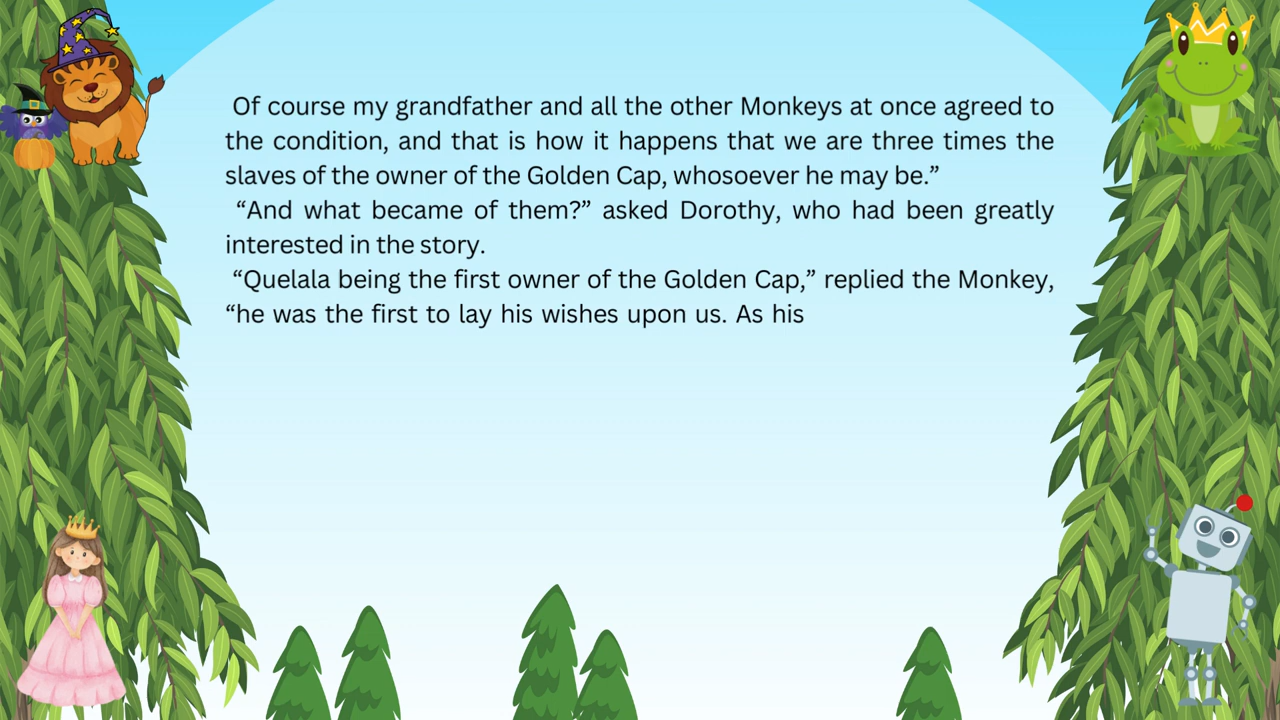 Of course my grandfather and all the other Monkeys at once agreed to
the condition, and that is how it happens that we are three times the
slaves of the owner of the Golden Cap, whosoever he may be.”
“And what became of them?” asked Dorothy, who had been greatly
interested in the story.
“Quelala being the first owner of the Golden Cap,” replied the Monkey,
“he was the first to lay his wishes upon us. As his